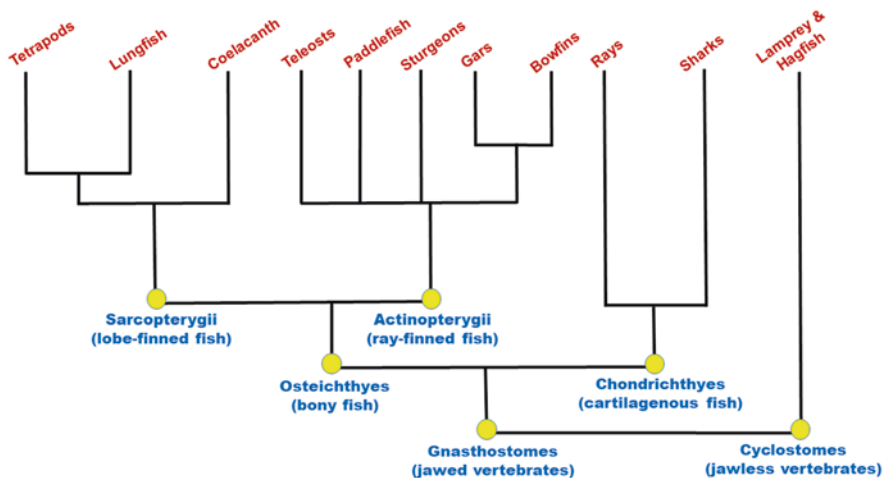 Tetrapods
Lungfish
Coelacanth
Teleosts
Paddlefish
Sturgeons
Gars
Bowfins
Rays
Sharks
Lamprey &
Hagfish
Sarcopterygii
(lobe-finned fish)
Actinopterygii
(ray-finned fish)
Osteichthyes
(bony fish)
Chondrichthyes
(cartilagenous fish)
Gnasthostomes
(jawed vertebrates)
Cyclostomes
(jawless vertebrates)